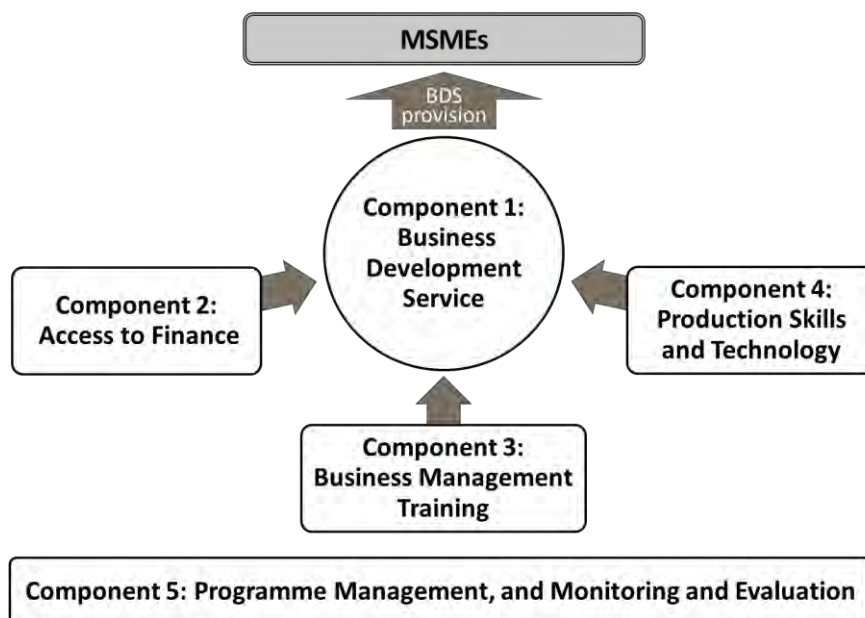 MSMEs
BDS
provision
Component 1:
Business
Development
Service
Component 2:
Access to Finance
Component 4:
Production Skills
and Technology
Component 3:
Business Management
Training
Component 5: Programme Management, and Monitoring and Evaluation